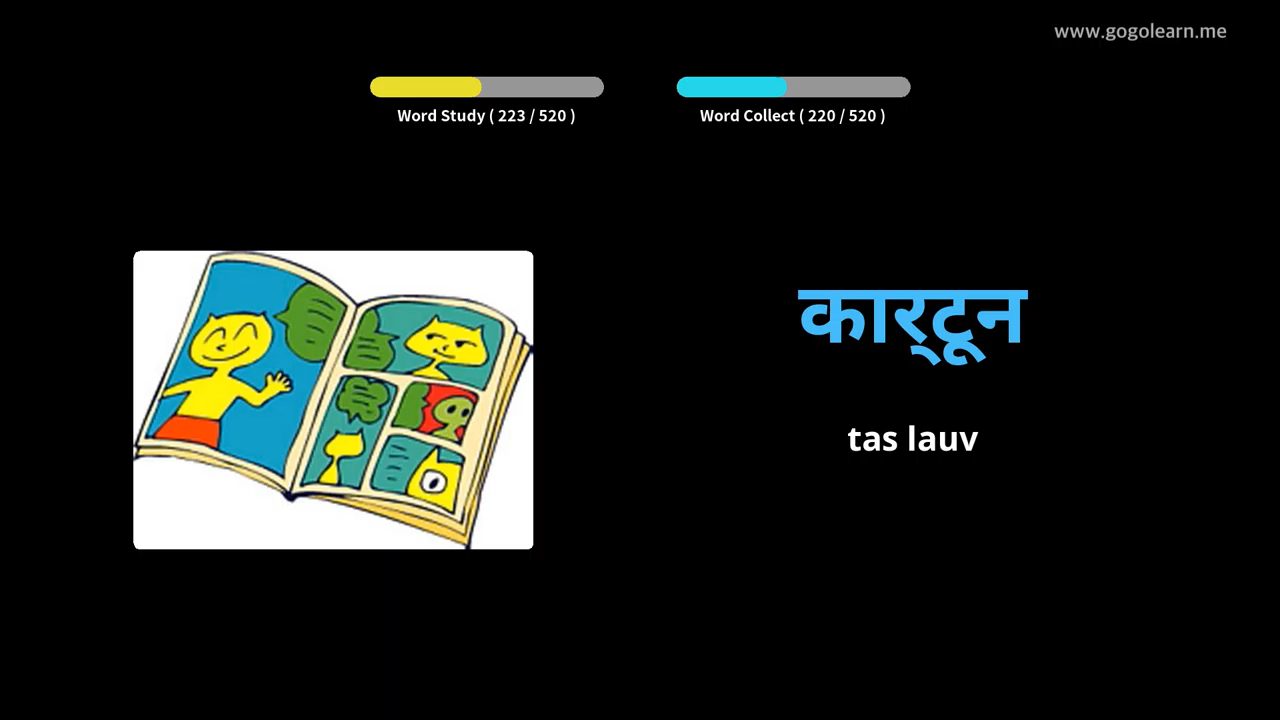 www.gogolearn.me
Word Study ( 223 / 520 )
Word Collect ( 220 / 520 )
कार्‍टून
tas lauv